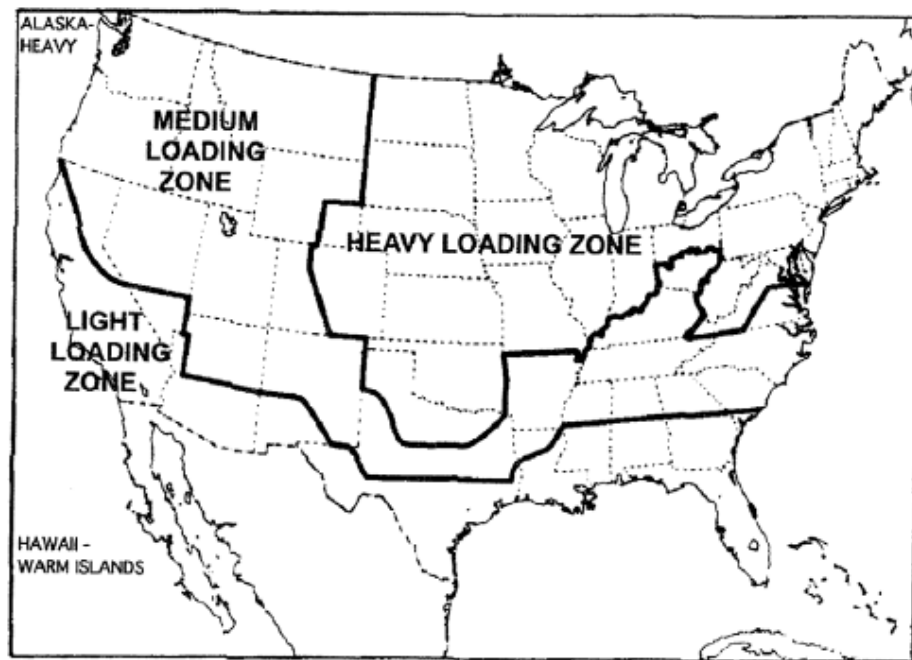 ALASKA-
HEAVY
MEDIUM
LOADING
ZONE
HEAVY LOADING ZONE
LIGHT
LOADING
ZONE
HAWAII -
WARM ISLANDS